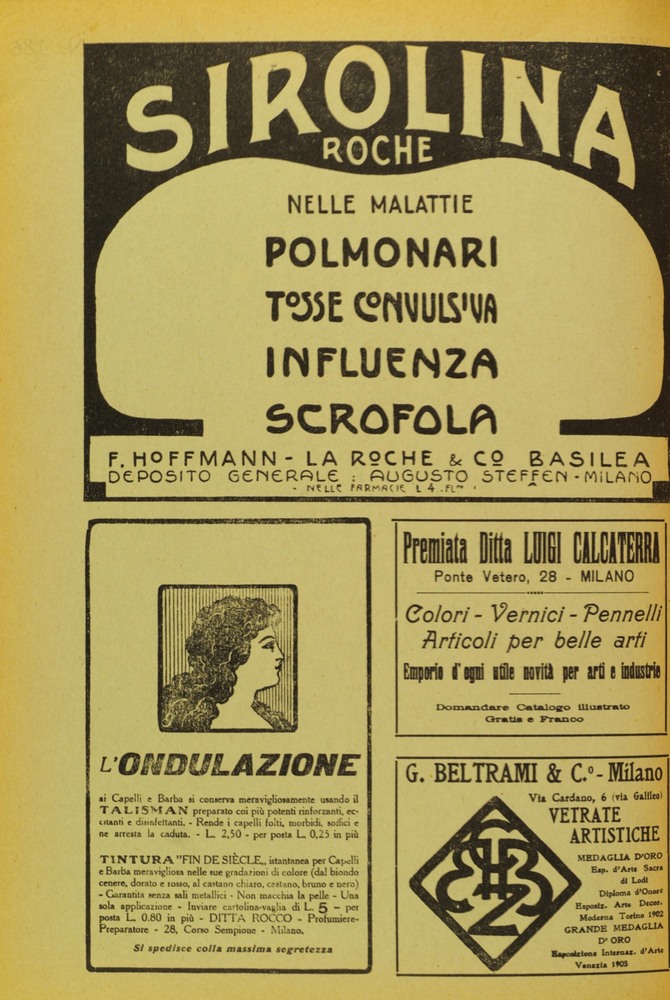 SIROLINA
ROCHE
NELLE MALATTIE
POLMONARI
TOSSE CONVULSIVA
INFLUENZA
SCROFOLA
F. HOFFMANN - LA ROCHE & CO BASILEA
DEPOSITO GENERALE : AUGUSTO STEFFEN - MILANO
- NELLE FARMACIE L 4 - FL
L'ONDULAZIONE
ai Capelli e Barba si conserva meravigliosamente usando il
TALISMAN preparato coi più potenti rinforzanti, ec-
citanti e disinfettanti. - Rende i capelli folti, morbidi, soffici e
ne arresta la caduta. - L. 2,50 - per posta L. 0,25 in più
TINTURA "FIN DE SIÈCLE„ istantanea per Capelli
e Barba meravigliosa nelle sue gradazioni di colore (dal biondo
cenere, dorato e rosso, al castano chiaro, castano, bruno e nero)
- Garantita senza sali metallici - Non macchia la pelle - Una
sola applicazione - Inviare cartolina-vaglia di L. 5 - per
posta L. 0.80 in più - DITTA ROCCO - Profumiere-
Preparatore - 28, Corso Sempione - Milano.
Si spedisce colla massima segretezza
Premiata Ditta LUIGI CALCATERRA
Ponte Vetero, 28 - MILANO
Colori - Vernici - Pennelli
Articoli per belle arti
Emporio d'ogni utile novità per arti e industrie
Domandare Catalogo illustrato
Gratis e Franco
G. BELTRAMI & C.º - Milano
Via Cardano, 6 (via Galileo)
VETRATE
ARTISTICHE
MEDAGLIA D'ORO
Esp. d'Arte Sacra
di Lodi
Diploma d'Onore
Esposiz. Arte Decor.
Moderna Torino 1902
GRANDE MEDAGLIA
D'ORO
Esposizione Internaz. d'Arte
Venezia 1903